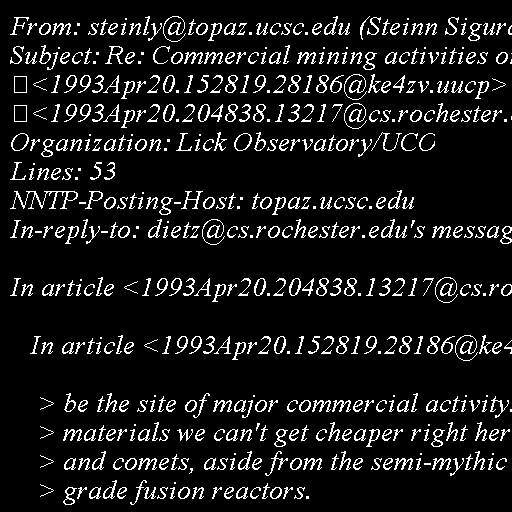 From: steinly@topaz.ucsc.edu (Steinn Sigur
Subject: Re: Commercial mining activities o
<1993Apr20.152819.28186@ke4zv.uucp>
<1993Apr20.204838.13217@cs.rochester.
Organization: Lick Observatory/UCO
Lines: 53
NNTP-Posting-Host: topaz.ucsc.edu
In-reply-to: dietz@cs.rochester.edu's messag

In article <1993Apr20.204838.13217@cs.ro

In article <1993Apr20.152819.28186@ke4

> be the site of major commercial activity.
> materials we can't get cheaper right her
> and comets, aside from the semi-mythic
> grade fusion reactors.